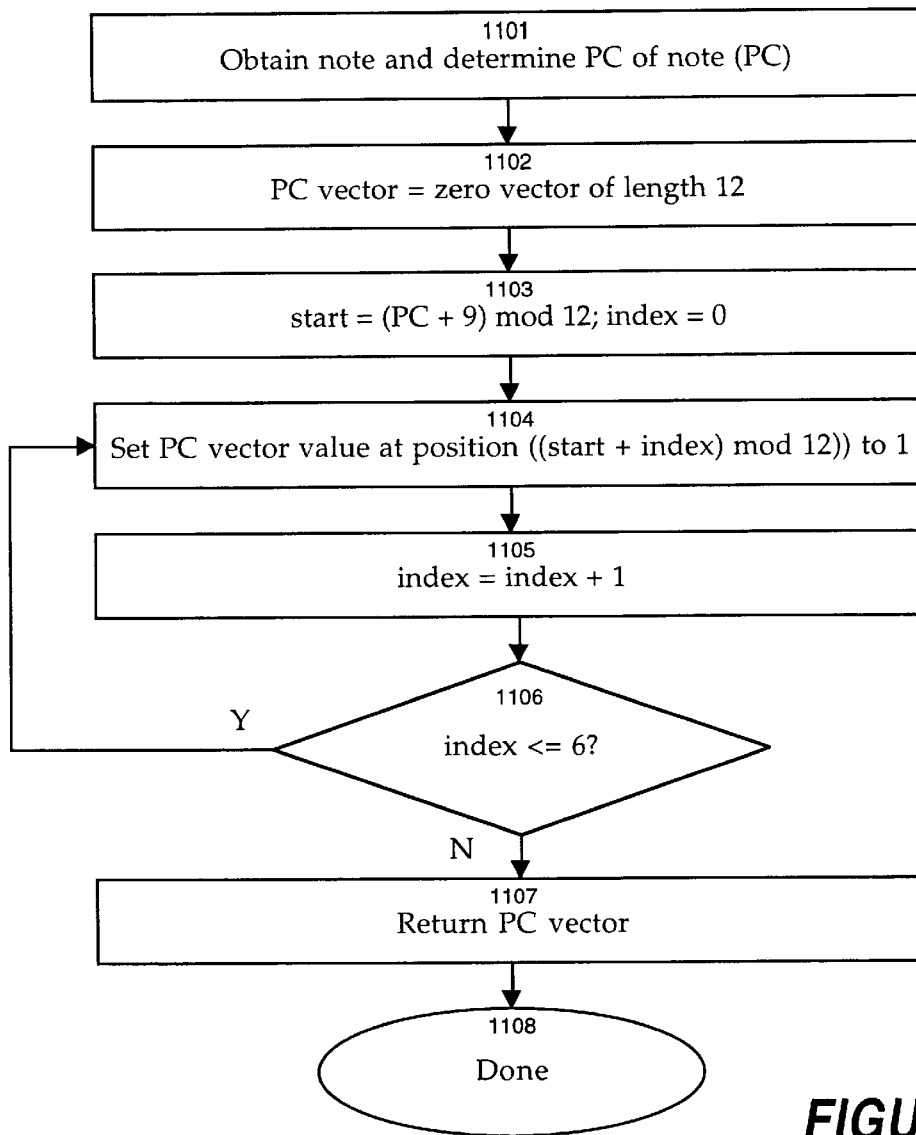 1101
Obtain note and determine PC of note (PC)
1102
PC vector = zero vector of length 12
1103
start = (PC + 9) mod 12; index = 0
1104
Set PC vector value at position ((start + index) mod 12)) to 1
1105
index = index + 1
1106
Y
index <= 6?
N
1107
Return PC vector
1108
Done
FIGU